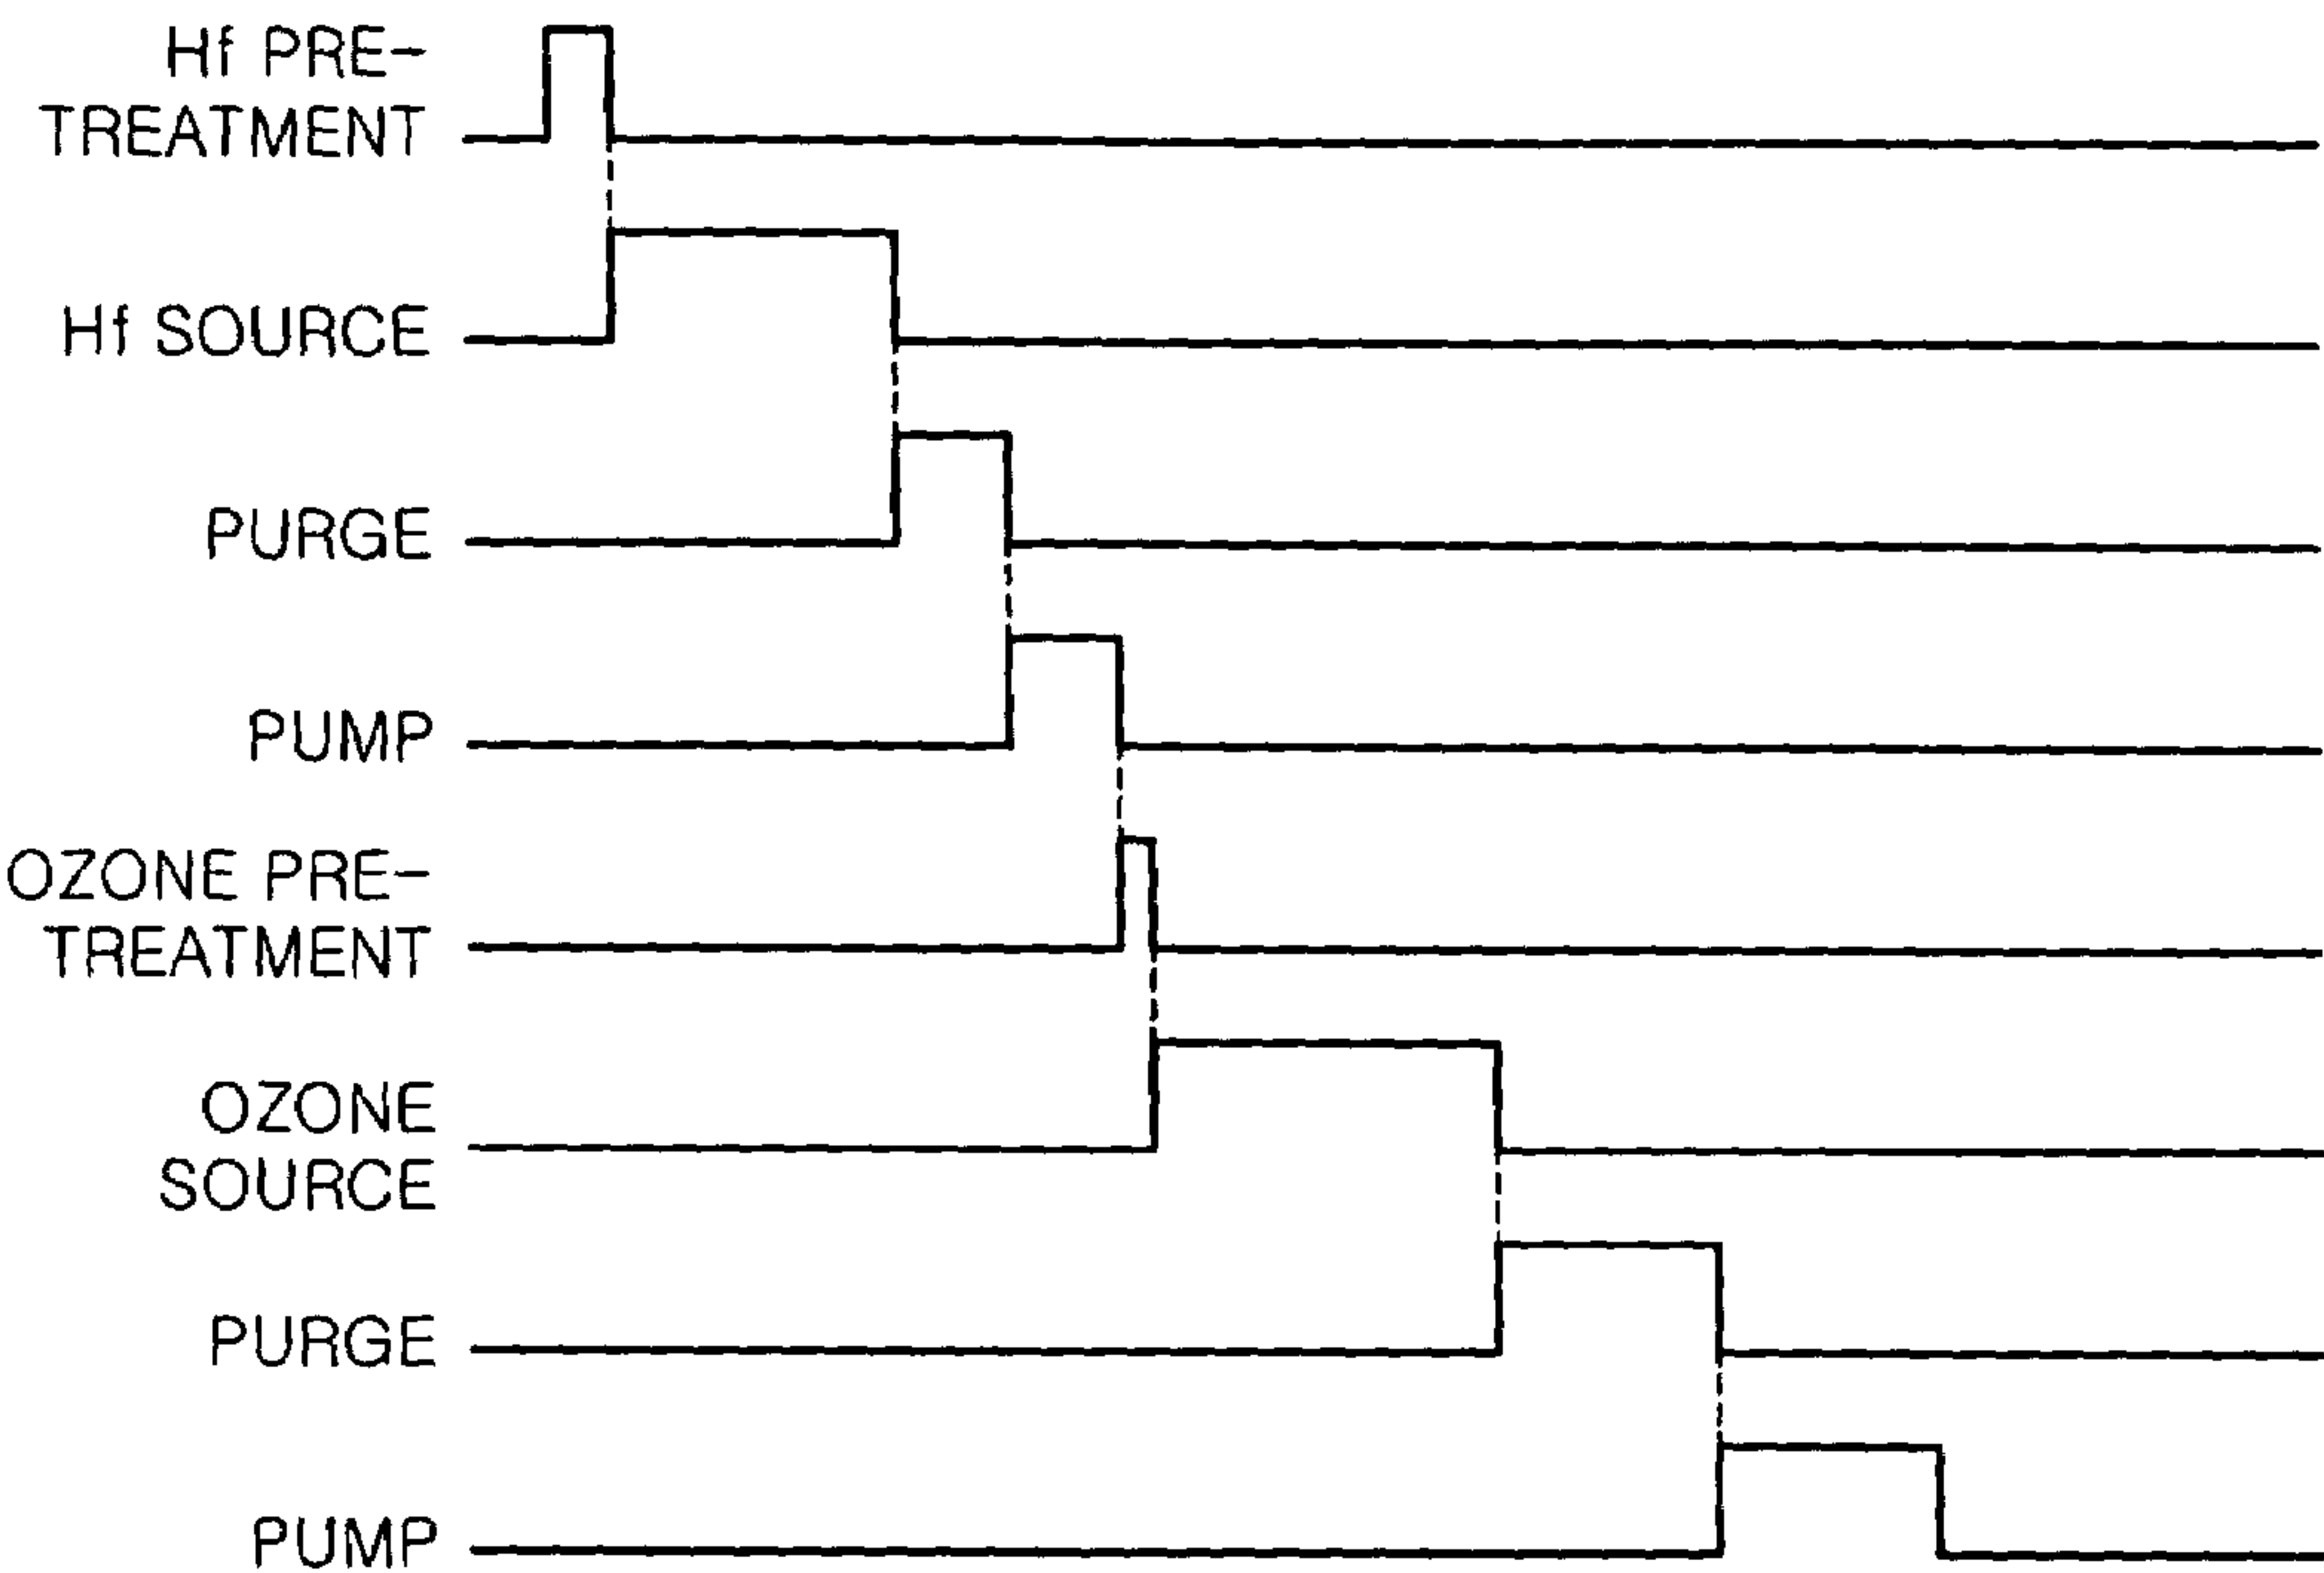 Hf PRE-
TREATMENT
Hf SOURCE
PURGE
PUMP
OZONE PRE-
TREATMENT
OZONE
SOURCE
PURGE
PUMP